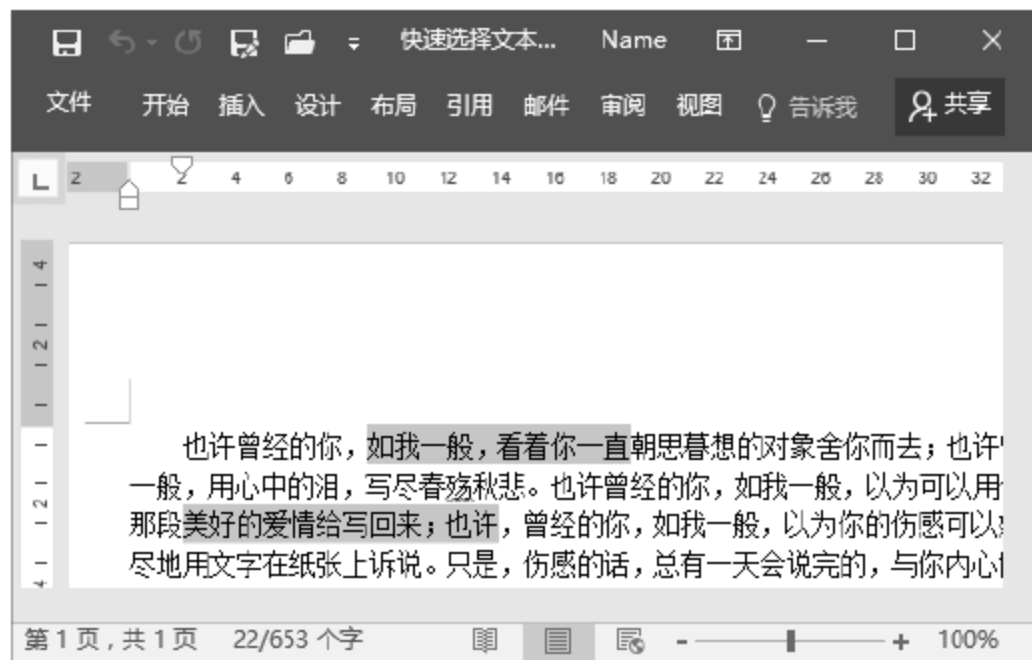 快速选择文本... Name
文件 开始 插入 设计 布局 引用 邮件 审阅 视图 告诉我 共享
L 2 2 4 6 8 10 12 14 16 18 20 22 24 26 28 30 32
4
2
也许曾经的你，如我一般，看着你一直朝思暮想的对象舍你而去；也许
一般，用心中的泪，写尽春殇秋悲。也许曾经的你，如我一般，以为可以用
2
那段美好的爱情给写回来；也许，曾经的你，如我一般，以为你的伤感可以
尽地用文字在纸张上诉说。只是，伤感的话，总有一天会说完的，与你内心
4
第1页，共1页 22/653 个字 - + 100%